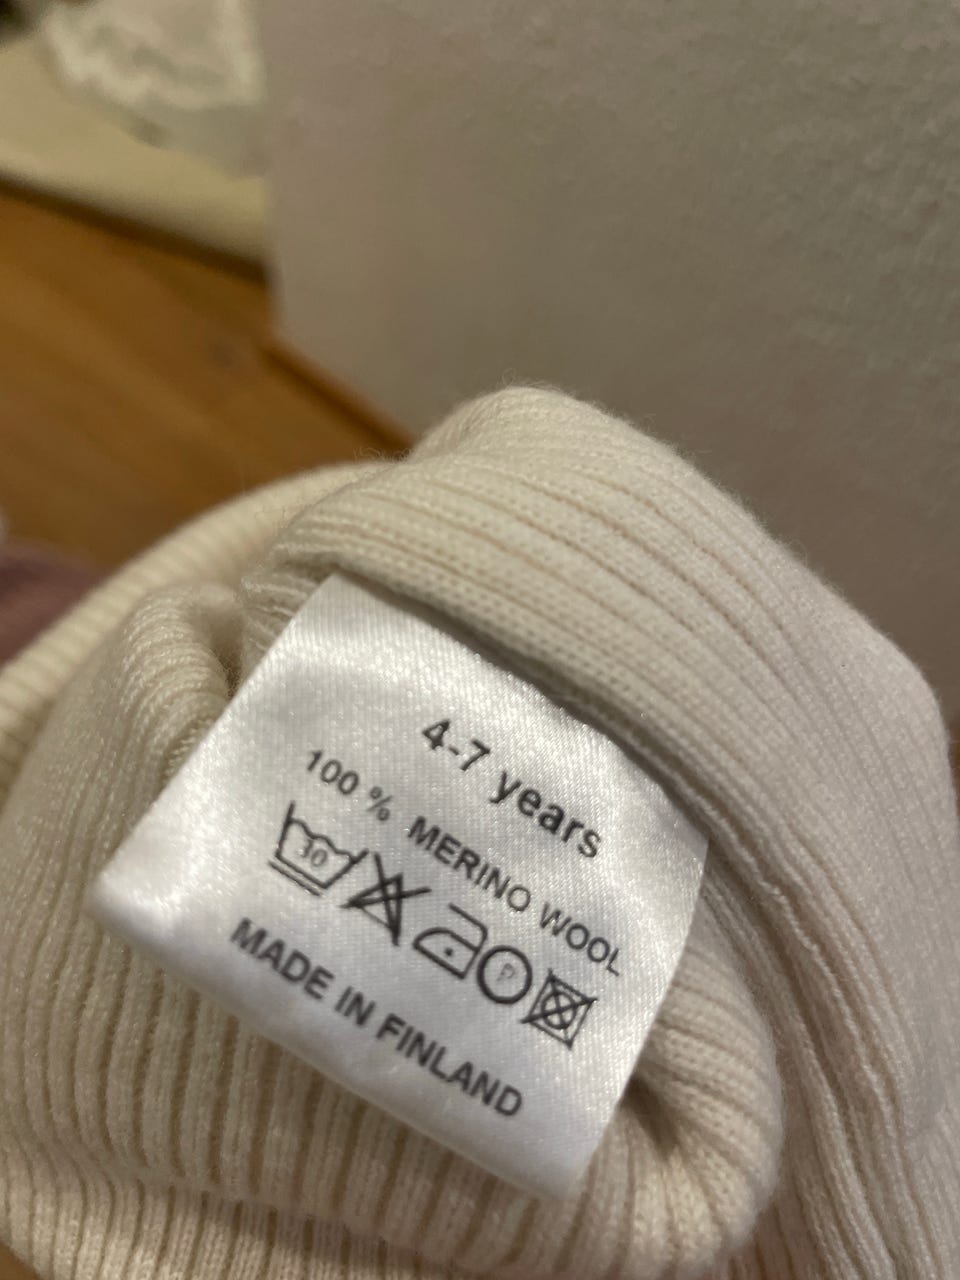 4-7 years
100 % MERINO WOOL
30 P
MADE IN FINLAND